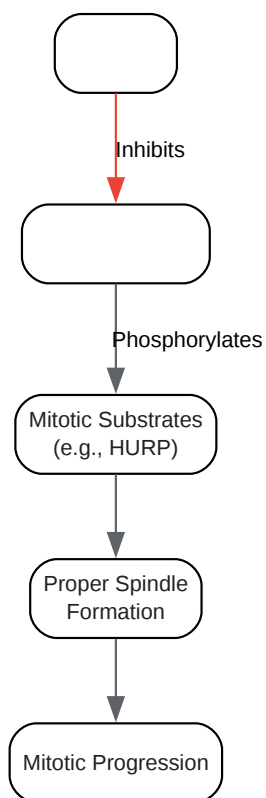 Inhibits
Phosphorylates
Mitotic Substrates
(e.g., HURP)
Proper Spindle
Formation
Mitotic Progression